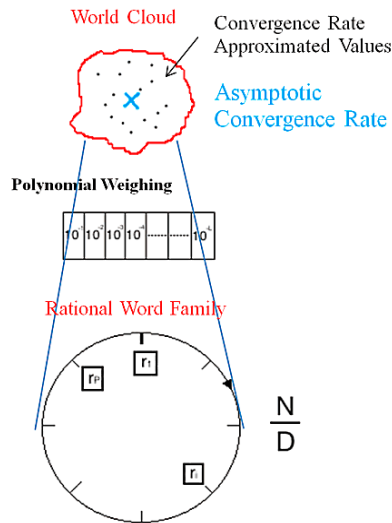 World Cloud
Convergence Rate
Approximated Values
Asymptotic
Convergence Rate
Polynomial Weighing
10⁻¹ 10⁻² 10⁻³ 10⁻⁴ ............ ........ 10⁻ᴸ
Rational Word Family
r₁
rₚ
rᵢ
N
D